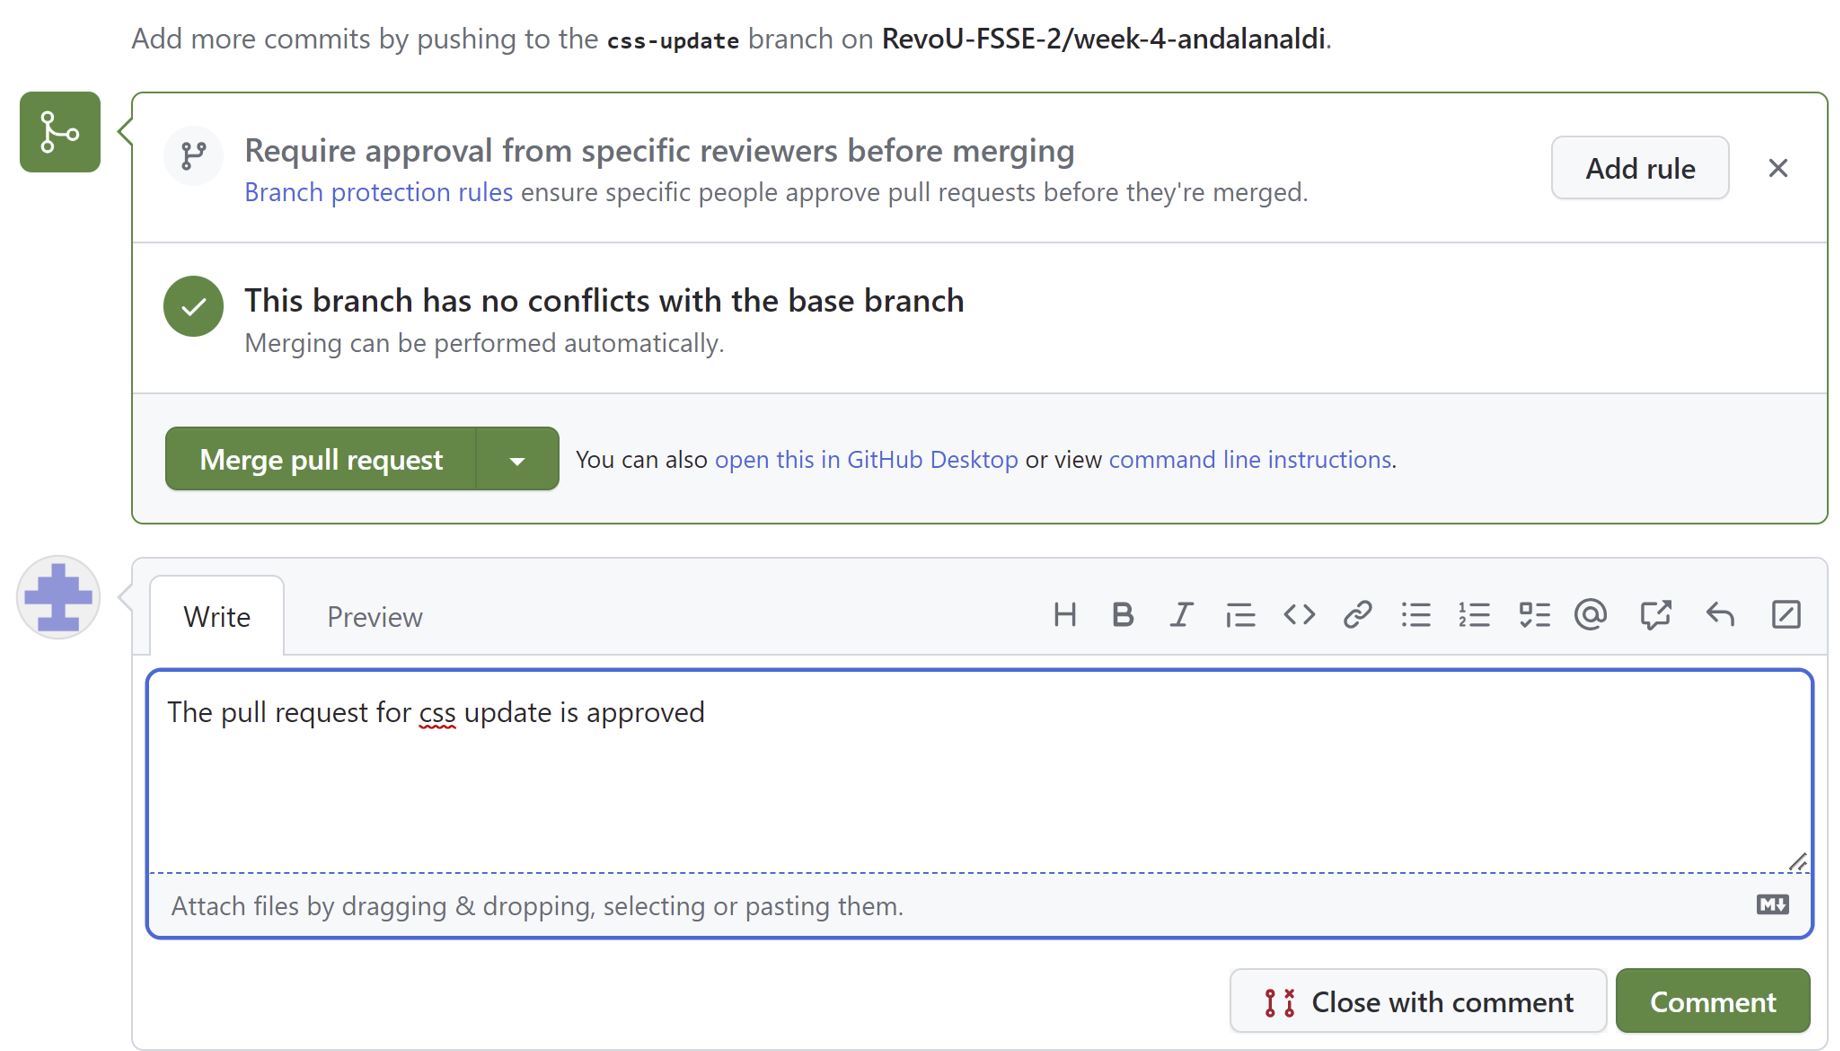 Add more commits by pushing to the css-update branch on RevoU-FSSE-2/week-4-andalanaldi.
Require approval from specific reviewers before merging
Branch protection rules ensure specific people approve pull requests before they're merged.
Add rule
This branch has no conflicts with the base branch
Merging can be performed automatically.
Merge pull request
You can also open this in GitHub Desktop or view command line instructions.
Write
Preview
The pull request for css update is approved
Attach files by dragging & dropping, selecting or pasting them.
Close with comment
Comment